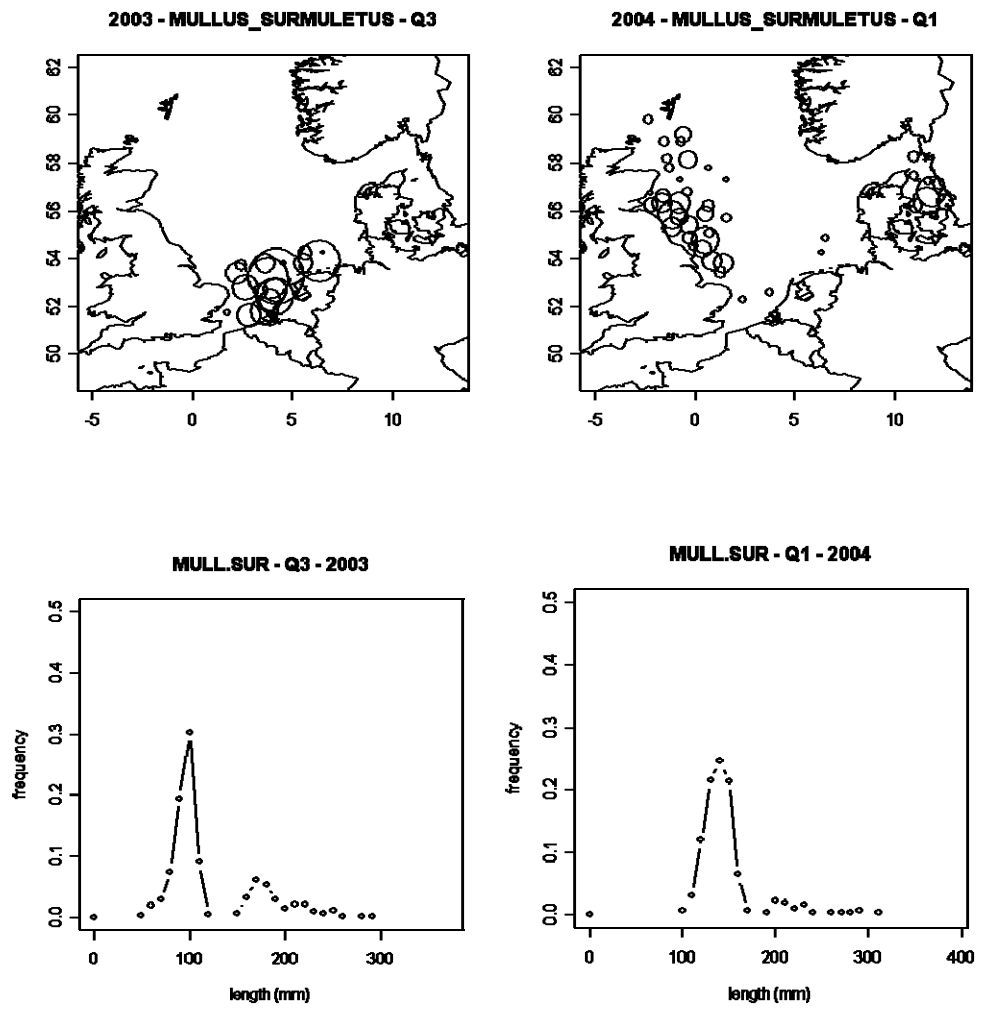 2003 - MULLUS_SURMULETUS - Q3
62
60
58
56
54
52
50
-5 0 5 10
2004 - MULLUS_SURMULETUS - Q1
62
60
58
56
54
52
50
-5 0 5 10
MULL.SUR - Q3 - 2003
frequency
0.5
0.4
0.3
0.2
0.1
0.0
0 100 200 300
length (mm)
MULL.SUR - Q1 - 2004
frequency
0.5
0.4
0.3
0.2
0.1
0.0
0 100 200 300 400
length (mm)